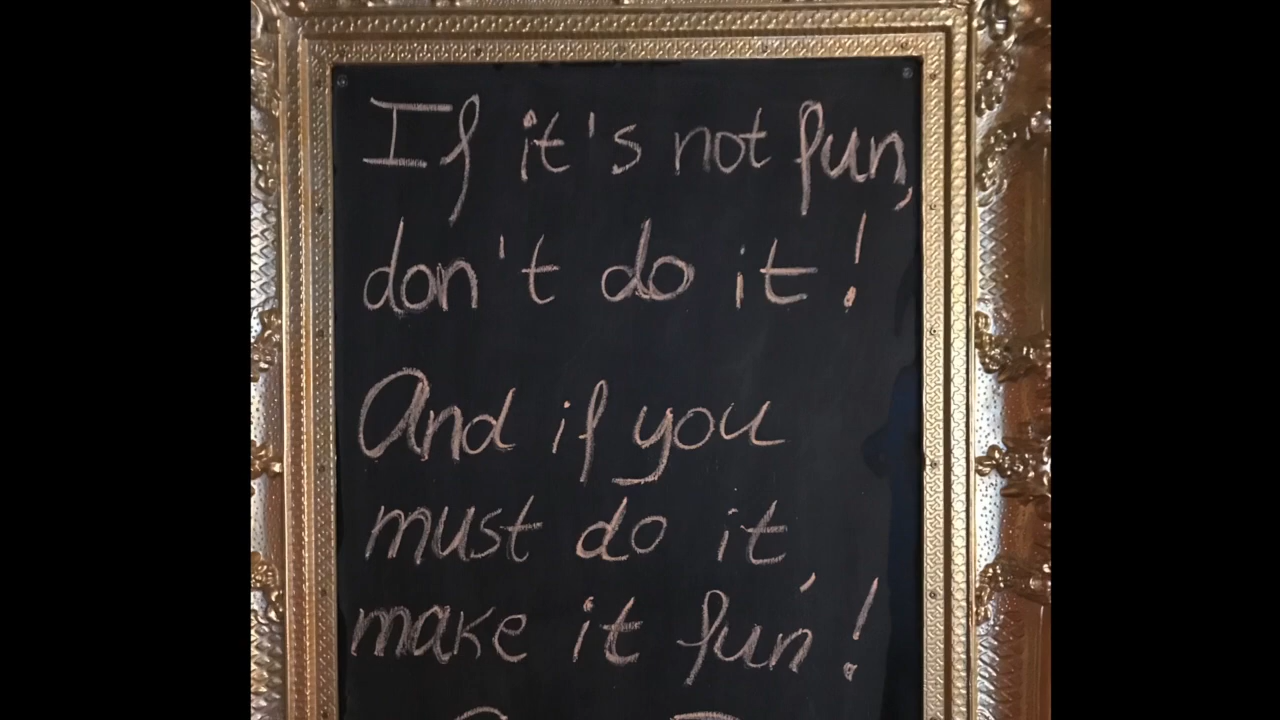 If it's not fun,
don't do it!
And if you
must do it,
make it fun!